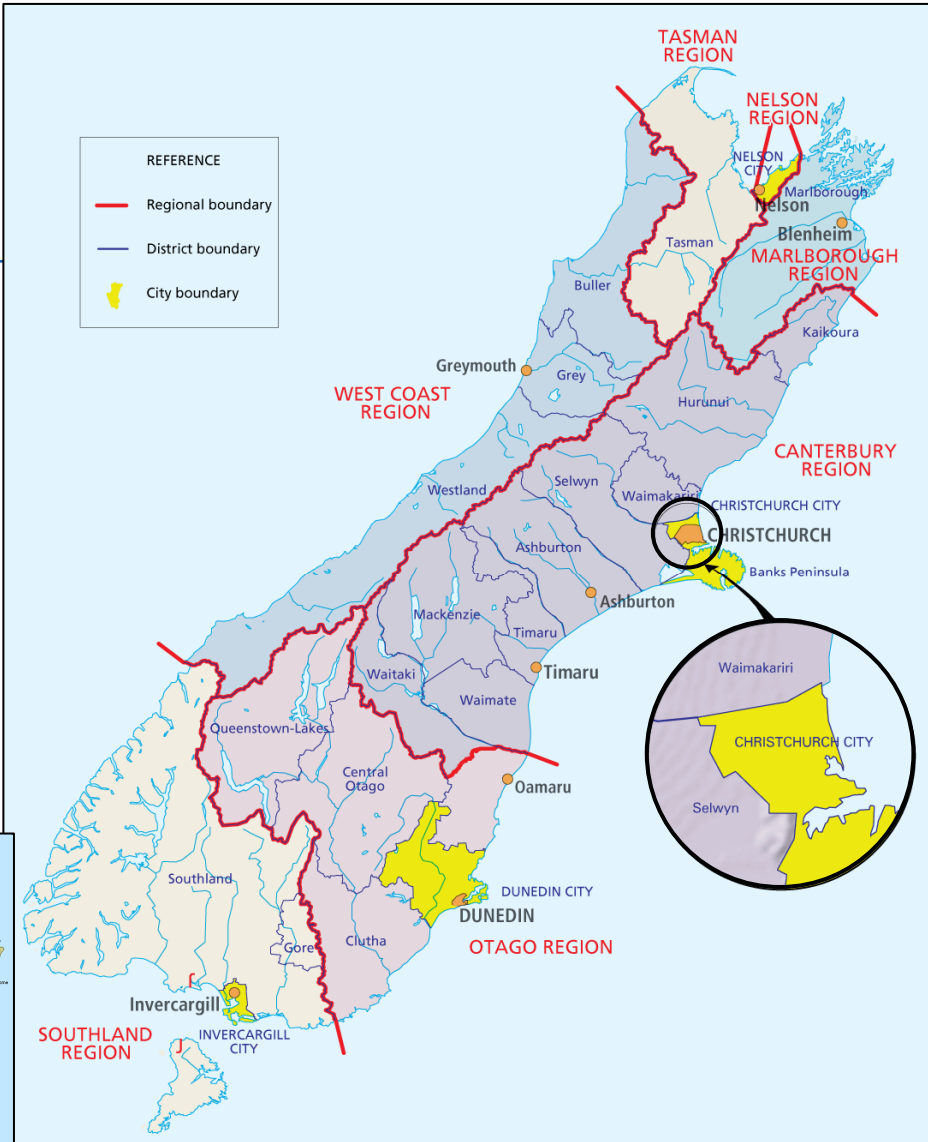 TASMAN
REGION
NELSON
REGION
REFERENCE
Regional boundary
District boundary
City boundary
NELSON
CITY
Marlborough
Nelson
Blenheim
Tasman
MARLBOROUGH
REGION
Buller
Kaikoura
Greymouth
Grey
WEST COAST
REGION
Hurunui
CANTERBURY
REGION
Selwyn
Westland
Waimakariri
CHRISTCHURCH CITY
CHRISTCHURCH
Ashburton
Banks Peninsula
Ashburton
Mackenzie
Timaru
Waitaki
Timaru
Waimate
Waimakariri
Queenstown-Lakes
CHRISTCHURCH CITY
Central
Otago
Oamaru
Selwyn
Southland
DUNEDIN CITY
DUNEDIN
Clutha
OTAGO REGION
Gore
Invercargill
SOUTHLAND
REGION
INVERCARGILL
CITY